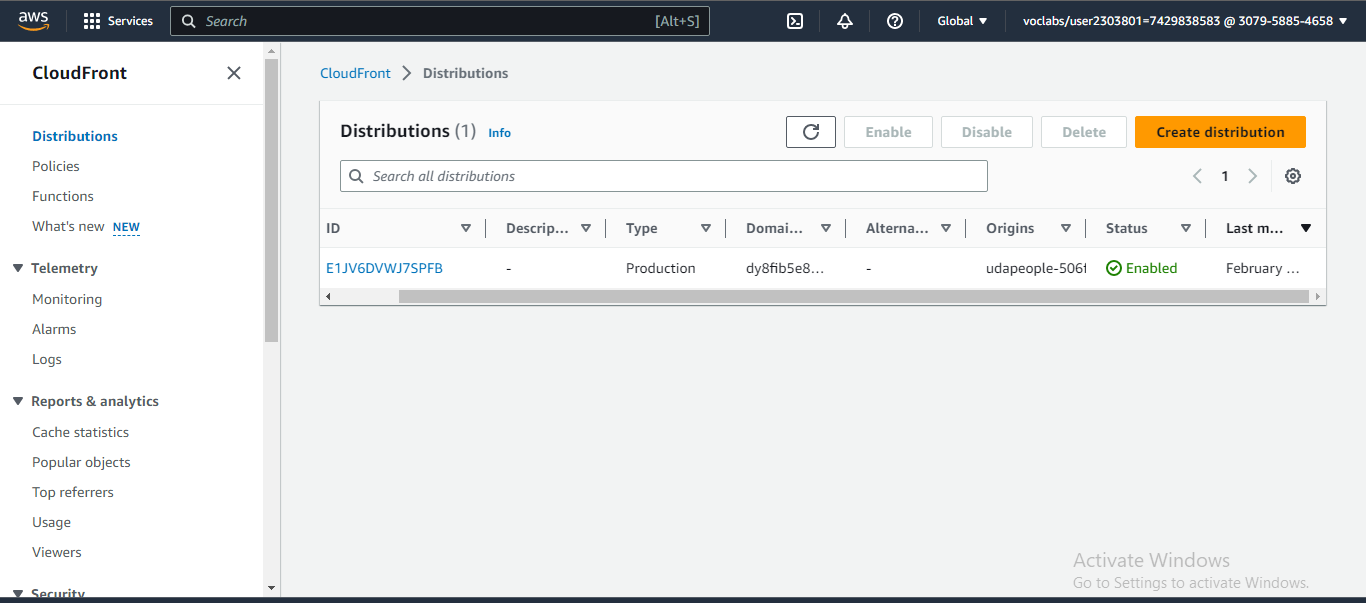 aws
Services
Search [Alt+S]
Global
voclabs/user2303801=7429838583 @ 3079-5885-4658
CloudFront
Distributions
Policies
Functions
What's new NEW
Telemetry
Monitoring
Alarms
Logs
Reports & analytics
Cache statistics
Popular objects
Top referrers
Usage
Viewers
Security
CloudFront > Distributions
Distributions (1) Info
Enable Disable Delete Create distribution
Search all distributions
1
ID Descrip... Type Domai... Alterna... Origins Status Last m...
E1JV6DVWJ7SPFB - Production dy8fib5e8... - udapeople-506f Enabled February ...
Activate Windows
Go to Settings to activate Windows.